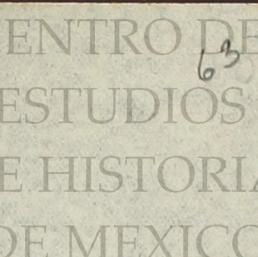 ENTRO DE
63
ESTUDIOS
E HISTORIA
DE MEXICO